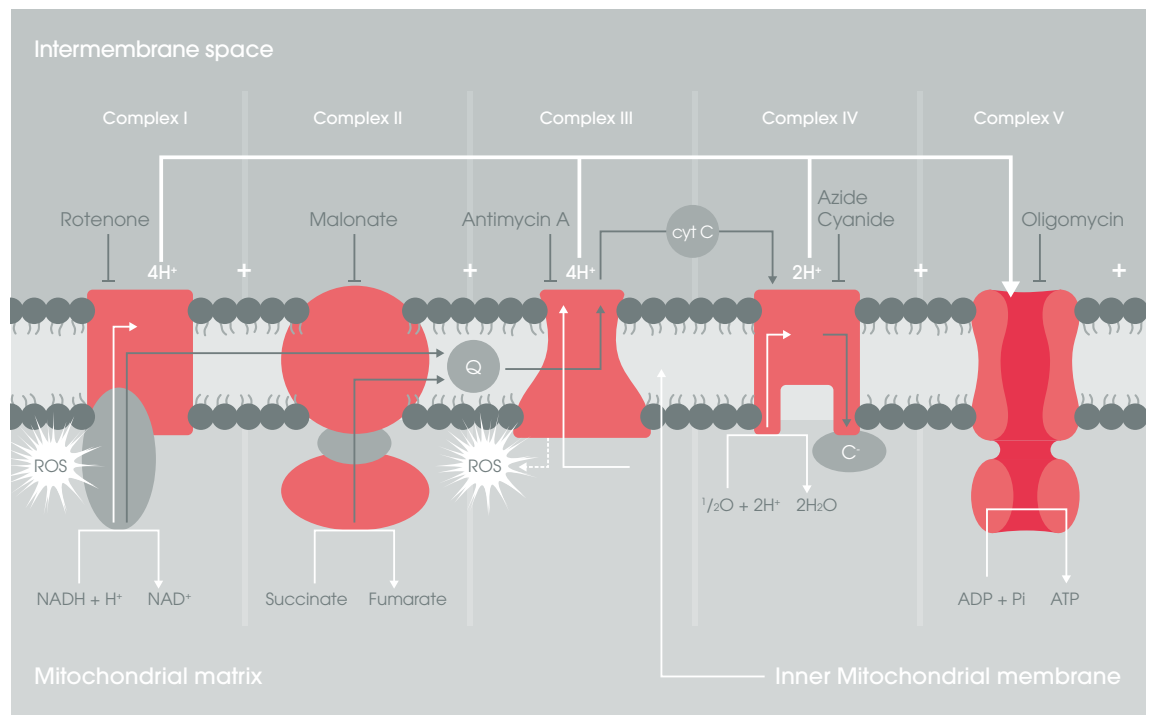 Intermembrane space
Complex I
Complex II
Complex III
Complex IV
Complex V
Rotenone
Malonate
Antimycin A
cyt C
Azide
Cyanide
Oligomycin
4H⁺
+
+
4H⁺
2H⁺
+
+
Q
ROS
ROS
C⁻
¹/₂O + 2H⁺
2H₂O
NADH + H⁺
NAD⁺
Succinate
Fumarate
ADP + Pi
ATP
Mitochondrial matrix
Inner Mitochondrial membrane